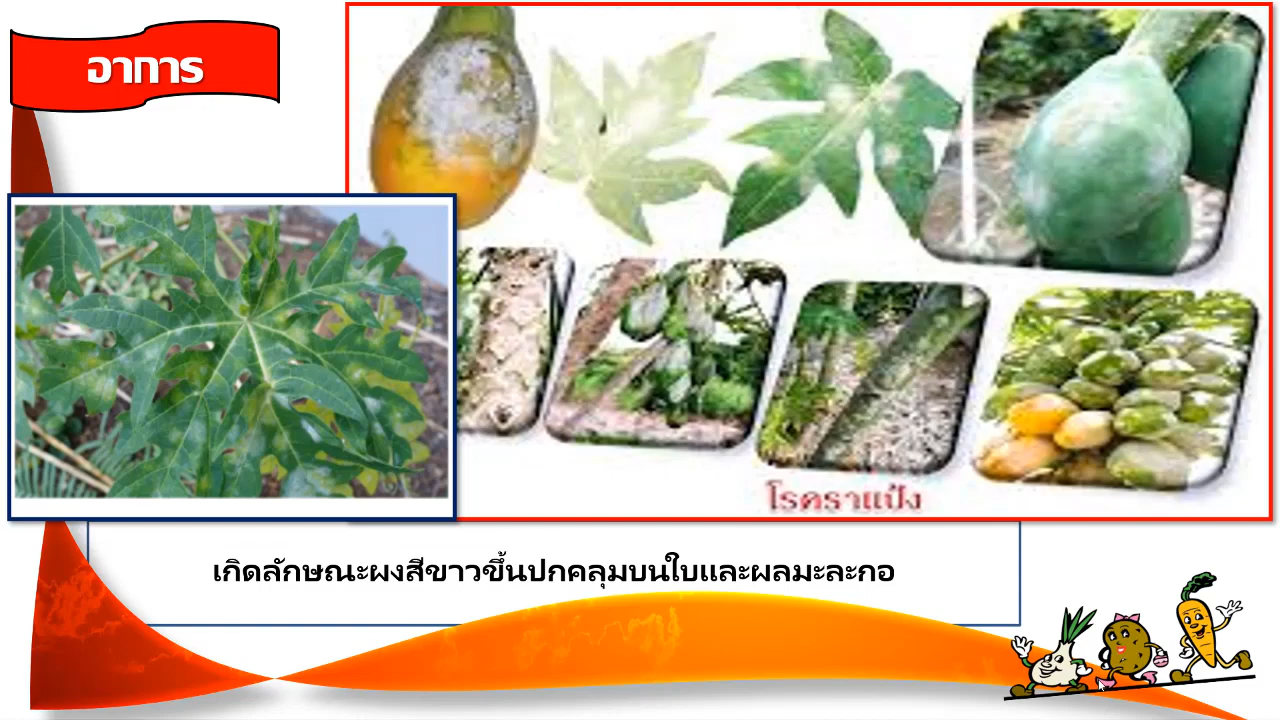 อาการ
โรคราแป้ง
เกิดลักษณะผงสีขาวขึ้นปกคลุมบนใบและผลมะละกอ